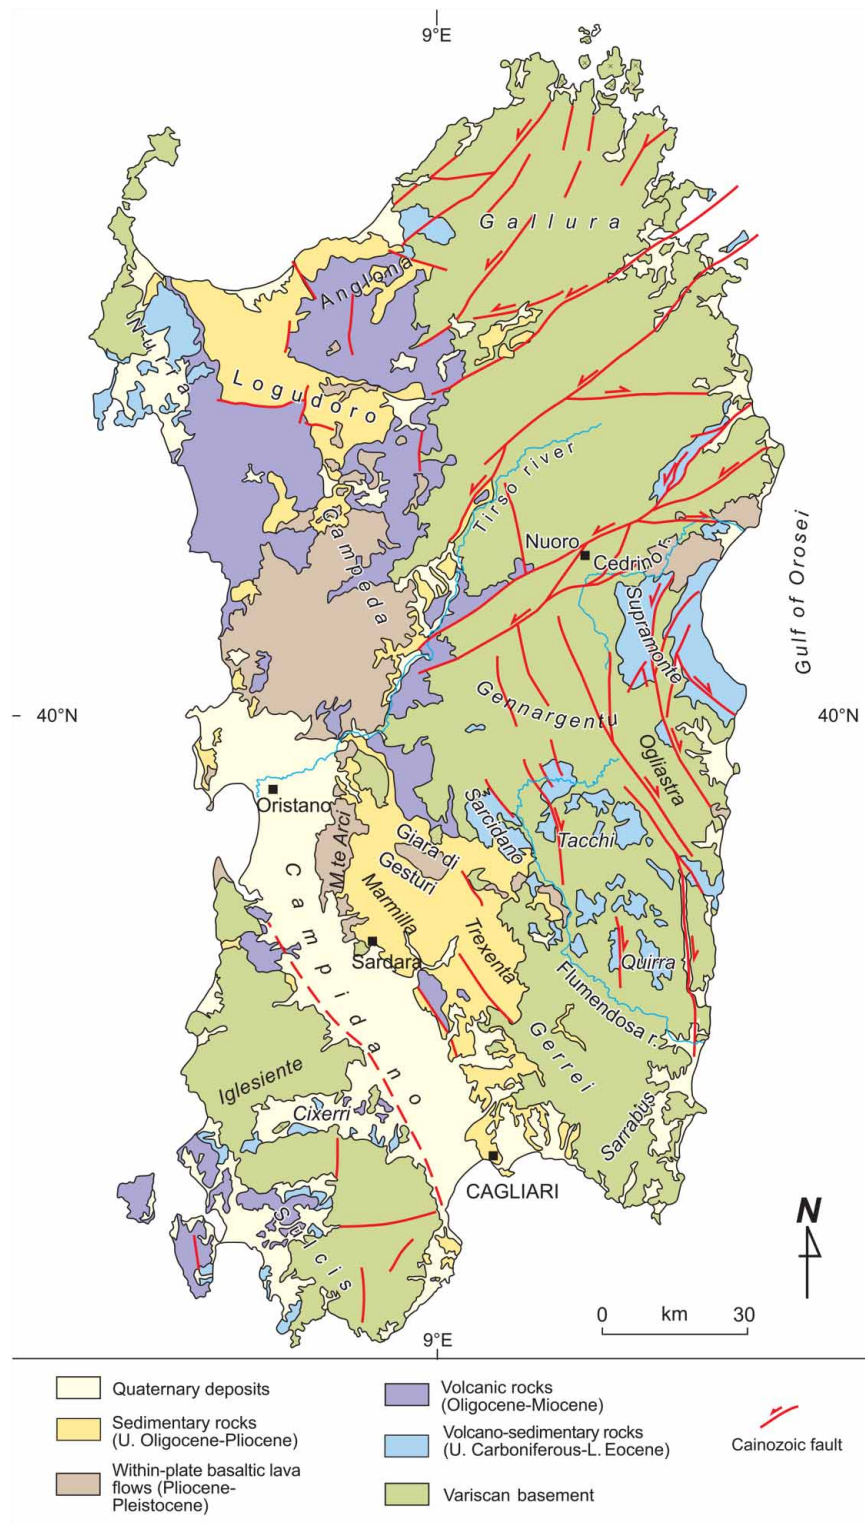 9°E
Gallura
Anglona
Nurra
Logudoro
Tirso river
Campeda
Nuoro
Cedrino r.
Gulf of Orosei
Supramonte
40°N
40°N
Gennargentu
Ogliastra
Oristano
Sarcidano
Tacchi
M.te Arci
Giara di
Gesturi
Marmilla
Campidano
Trexenta
Sardara
Quirra
Flumendosa r.
Gerrei
Iglesiente
Cixerri
Sarrabus
CAGLIARI
Sulcis
N
0 km 30
9°E
Quaternary deposits
Sedimentary rocks
(U. Oligocene-Pliocene)
Within-plate basaltic lava
flows (Pliocene-
Pleistocene)
Volcanic rocks
(Oligocene-Miocene)
Volcano-sedimentary rocks
(U. Carboniferous-L. Eocene)
Variscan basement
Cainozoic fault